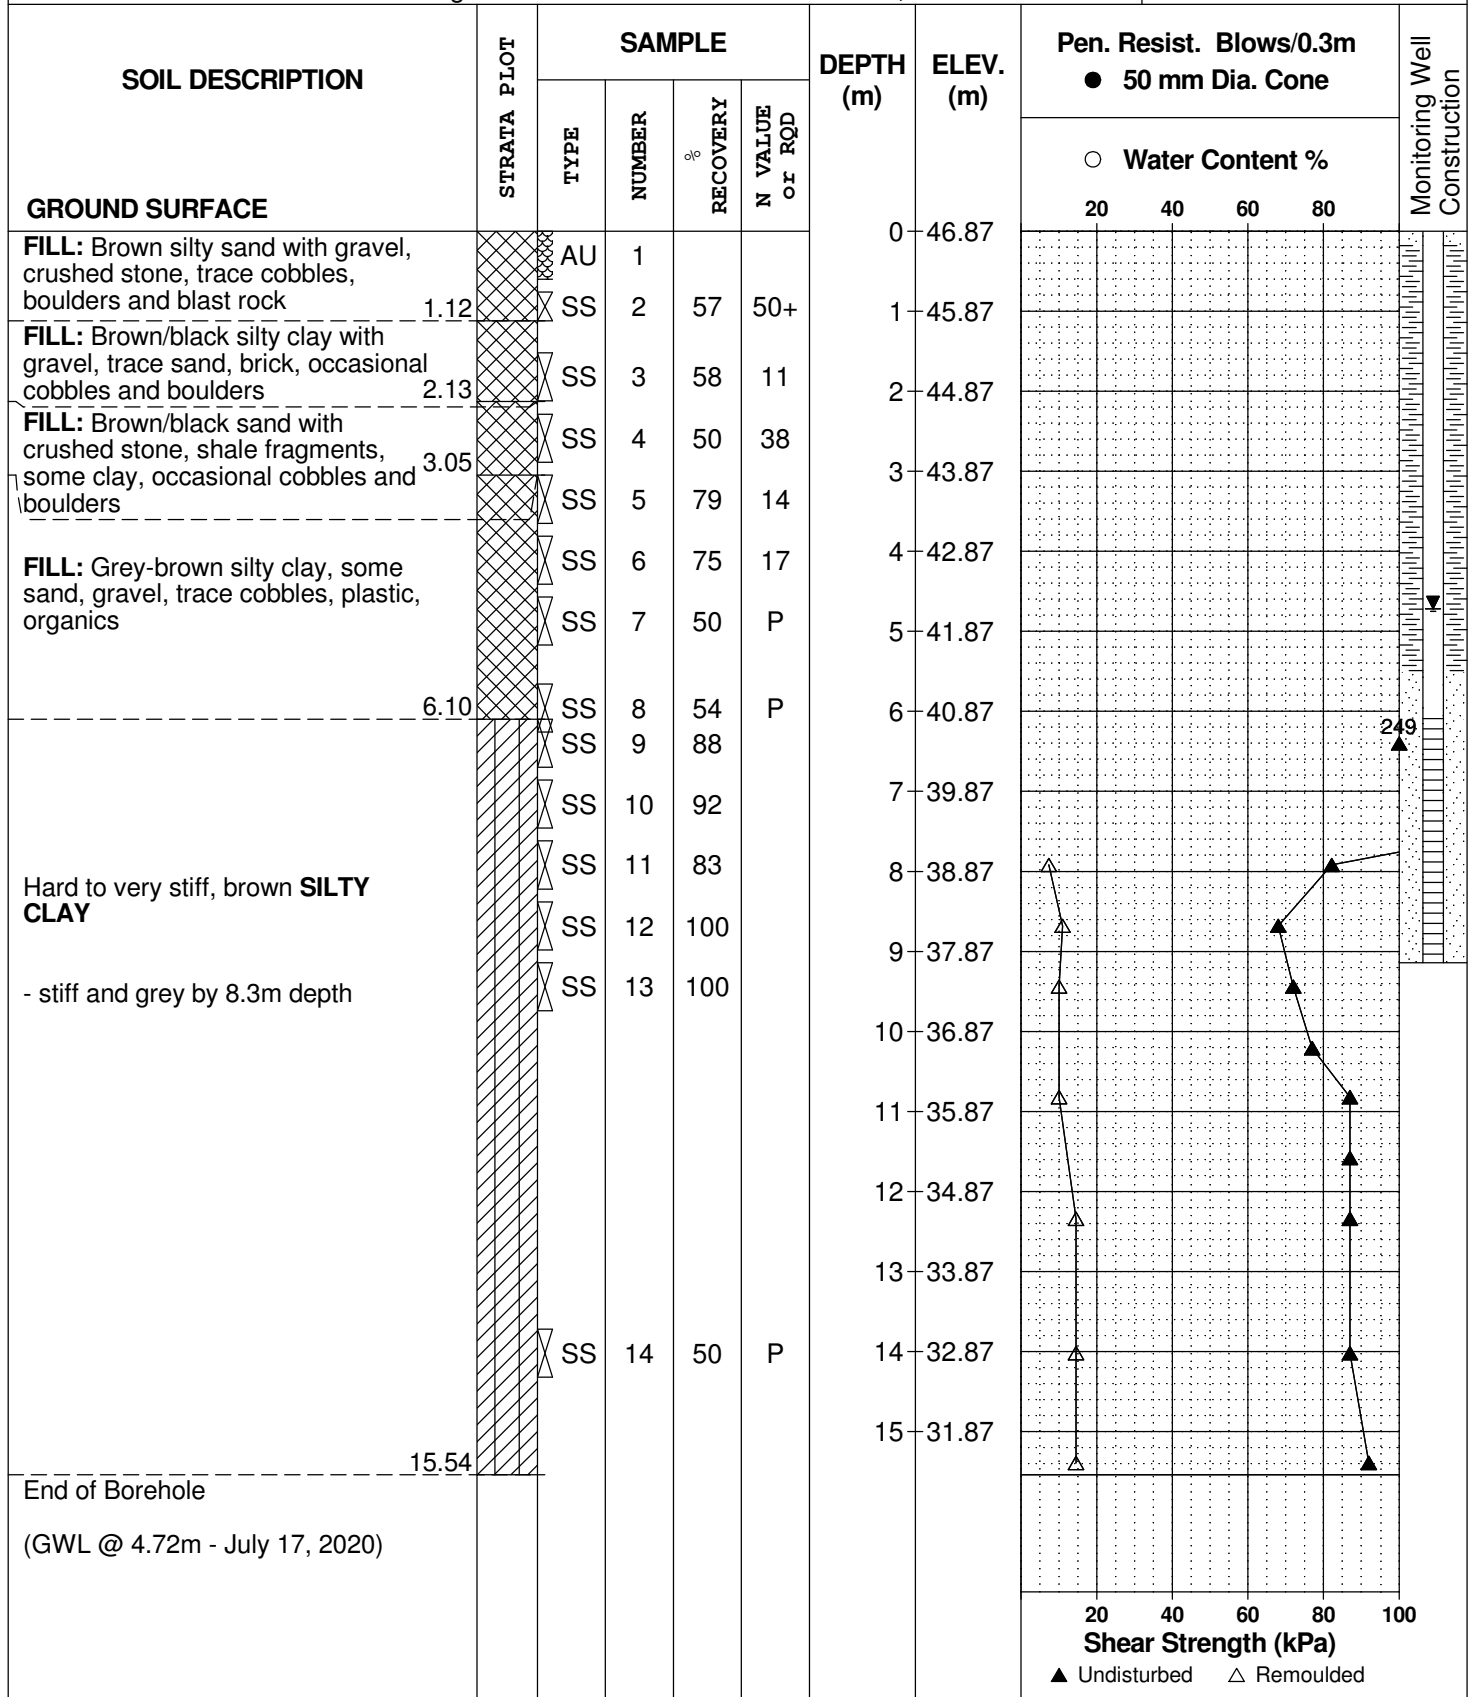 SOIL DESCRIPTION
GROUND SURFACE
STRATA PLOT
SAMPLE
TYPE
NUMBER
% RECOVERY
N VALUE
or RQD
DEPTH
(m)
ELEV.
(m)
Pen. Resist. Blows/0.3m
● 50 mm Dia. Cone
○ Water Content %
20 40 60 80
Monitoring Well
Construction
FILL: Brown silty sand with gravel,
crushed stone, trace cobbles,
boulders and blast rock 1.12
FILL: Brown/black silty clay with
gravel, trace sand, brick, occasional
cobbles and boulders 2.13
FILL: Brown/black sand with
crushed stone, shale fragments,
some clay, occasional cobbles and 3.05
boulders
FILL: Grey-brown silty clay, some
sand, gravel, trace cobbles, plastic,
organics
6.10
Hard to very stiff, brown SILTY
CLAY
- stiff and grey by 8.3m depth
15.54
End of Borehole
(GWL @ 4.72m - July 17, 2020)
AU 1
SS 2 57 50+
SS 3 58 11
SS 4 50 38
SS 5 79 14
SS 6 75 17
SS 7 50 P
SS 8 54 P
SS 9 88
SS 10 92
SS 11 83
SS 12 100
SS 13 100
SS 14 50 P
0 46.87
1 45.87
2 44.87
3 43.87
4 42.87
5 41.87
6 40.87
7 39.87
8 38.87
9 37.87
10 36.87
11 35.87
12 34.87
13 33.87
14 32.87
15 31.87
249
20 40 60 80 100
Shear Strength (kPa)
▲ Undisturbed △ Remoulded